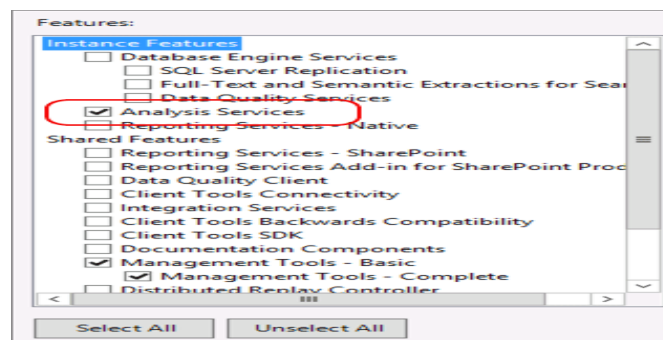 Features:
Instance Features
Database Engine Services
SQL Server Replication
Full-Text and Semantic Extractions for Sear
Data Quality Services
Analysis Services
Reporting Services - Native
Shared Features
Reporting Services - SharePoint
Reporting Services Add-in for SharePoint Prod
Data Quality Client
Client Tools Connectivity
Integration Services
Client Tools Backwards Compatibility
Client Tools SDK
Documentation Components
Management Tools - Basic
Management Tools - Complete
Distributed Replay Controller
Select All Unselect All